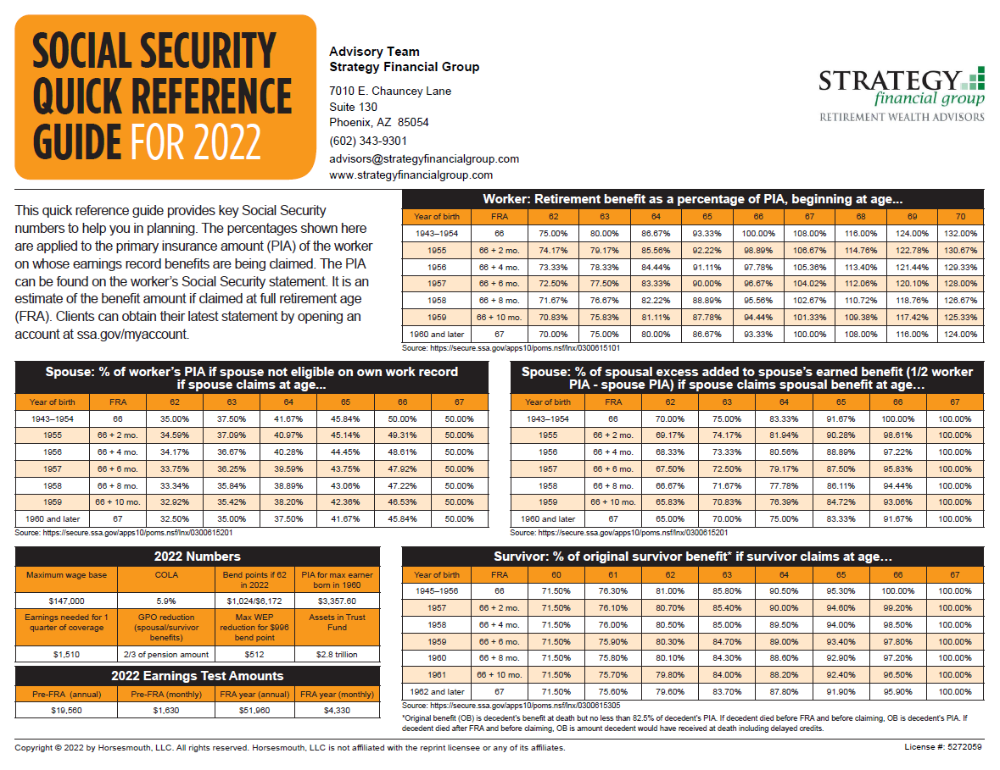 SOCIAL SECURITY
QUICK REFERENCE
GUIDE FOR 2022
Advisory Team
Strategy Financial Group
7010 E. Chauncey Lane
Suite 130
Phoenix, AZ 85054
(602) 343-9301
advisors@strategyfinancialgroup.com
www.strategyfinancialgroup.com
STRATEGY
financial group
RETIREMENT WEALTH ADVISORS
This quick reference guide provides key Social Security
numbers to help you in planning. The percentages shown here
are applied to the primary insurance amount (PIA) of the worker
on whose earnings record benefits are being claimed. The PIA
can be found on the worker's Social Security statement. It is an
estimate of the benefit amount if claimed at full retirement age
(FRA). Clients can obtain their latest statement by opening an
account at ssa.gov/myaccount.
Worker: Retirement benefit as a percentage of PIA, beginning at age...
Year of birth FRA 62 63 64 65 66 67 68 69 70
1943–1954 66 75.00% 80.00% 86.67% 93.33% 100.00% 108.00% 116.00% 124.00% 132.00%
1955 66 + 2 mo. 74.17% 79.17% 85.56% 92.22% 98.89% 106.67% 114.76% 122.78% 130.67%
1956 66 + 4 mo. 73.33% 78.33% 84.44% 91.11% 97.78% 105.36% 113.40% 121.44% 129.33%
1957 66 + 6 mo. 72.50% 77.50% 83.33% 90.00% 96.67% 104.02% 112.06% 120.10% 128.00%
1958 66 + 8 mo. 71.67% 76.67% 82.22% 88.89% 95.56% 102.67% 110.72% 118.76% 126.67%
1959 66 + 10 mo. 70.83% 75.83% 81.11% 87.78% 94.44% 101.33% 109.38% 117.42% 125.33%
1960 and later 67 70.00% 75.00% 80.00% 86.67% 93.33% 100.00% 108.00% 116.00% 124.00%
Source: https://secure.ssa.gov/apps10/poms.nsf/lnx/0300615101
Spouse: % of worker's PIA if spouse not eligible on own work record
if spouse claims at age...
Year of birth FRA 62 63 64 65 66 67
1943–1954 66 35.00% 37.50% 41.67% 45.84% 50.00% 50.00%
1955 66 + 2 mo. 34.59% 37.09% 40.97% 45.14% 49.31% 50.00%
1956 66 + 4 mo. 34.17% 36.67% 40.28% 44.45% 48.61% 50.00%
1957 66 + 6 mo. 33.75% 36.25% 39.59% 43.75% 47.92% 50.00%
1958 66 + 8 mo. 33.34% 35.84% 38.89% 43.06% 47.22% 50.00%
1959 66 + 10 mo. 32.92% 35.42% 38.20% 42.36% 46.53% 50.00%
1960 and later 67 32.50% 35.00% 37.50% 41.67% 45.84% 50.00%
Source: https://secure.ssa.gov/apps10/poms.nsf/lnx/0300615201
Spouse: % of spousal excess added to spouse's earned benefit (1/2 worker
PIA - spouse PIA) if spouse claims spousal benefit at age…
Year of birth FRA 62 63 64 65 66 67
1943–1954 66 70.00% 75.00% 83.33% 91.67% 100.00% 100.00%
1955 66 + 2 mo. 69.17% 74.17% 81.94% 90.28% 98.61% 100.00%
1956 66 + 4 mo. 68.33% 73.33% 80.56% 88.89% 97.22% 100.00%
1957 66 + 6 mo. 67.50% 72.50% 79.17% 87.50% 95.83% 100.00%
1958 66 + 8 mo. 66.67% 71.67% 77.78% 86.11% 94.44% 100.00%
1959 66 + 10 mo. 65.83% 70.83% 76.39% 84.72% 93.06% 100.00%
1960 and later 67 65.00% 70.00% 75.00% 83.33% 91.67% 100.00%
Source: https://secure.ssa.gov/apps10/poms.nsf/lnx/0300615201
2022 Numbers
Maximum wage base COLA Bend points if 62 in 2022 PIA for max earner born in 1960
$147,000 5.9% $1,024/$6,172 $3,357.60
Earnings needed for 1 quarter of coverage GPO reduction (spousal/survivor benefits) Max WEP reduction for $996 bend point Assets in Trust Fund
$1,510 2/3 of pension amount $512 $2.8 trillion
2022 Earnings Test Amounts
Pre-FRA (annual) Pre-FRA (monthly) FRA year (annual) FRA year (monthly)
$19,560 $1,630 $51,960 $4,330
Survivor: % of original survivor benefit* if survivor claims at age…
Year of birth FRA 60 61 62 63 64 65 66 67
1945–1956 66 71.50% 76.30% 81.00% 85.80% 90.50% 95.30% 100.00% 100.00%
1957 66 + 2 mo. 71.50% 76.10% 80.70% 85.40% 90.00% 94.60% 99.20% 100.00%
1958 66 + 4 mo. 71.50% 76.00% 80.50% 85.00% 89.50% 94.00% 98.50% 100.00%
1959 66 + 6 mo. 71.50% 75.90% 80.30% 84.70% 89.00% 93.40% 97.80% 100.00%
1960 66 + 8 mo. 71.50% 75.80% 80.10% 84.30% 88.60% 92.90% 97.20% 100.00%
1961 66 + 10 mo. 71.50% 75.70% 79.80% 84.00% 88.20% 92.40% 96.50% 100.00%
1962 and later 67 71.50% 75.60% 79.60% 83.70% 87.80% 91.90% 95.90% 100.00%
Source: https://secure.ssa.gov/apps10/poms.nsf/lnx/0300615305
*Original benefit (OB) is decedent's benefit at death but no less than 82.5% of decedent's PIA. If decedent died before FRA and before claiming, OB is decedent's PIA. If
decedent died after FRA and before claiming, OB is amount decedent would have received at death including delayed credits.
Copyright © 2022 by Horsesmouth, LLC. All rights reserved. Horsesmouth, LLC is not affiliated with the reprint licensee or any of its affiliates.
License #: 5272059